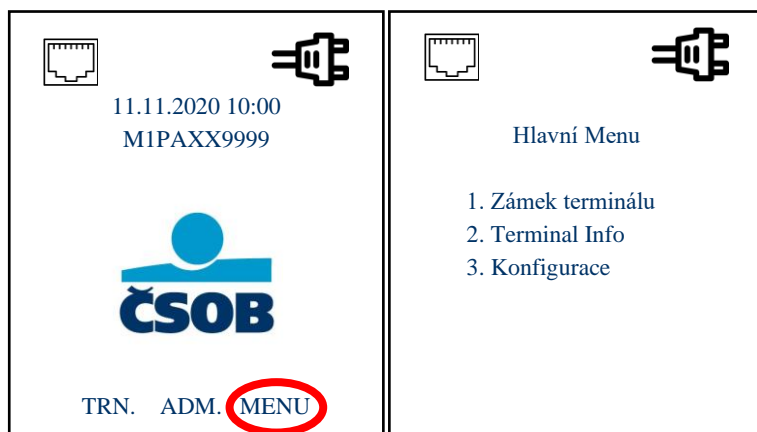 11.11.2020 10:00
M1PAXX9999
ČSOB
TRN. ADM. MENU
Hlavní Menu
1. Zámek terminálu
2. Terminal Info
3. Konfigurace